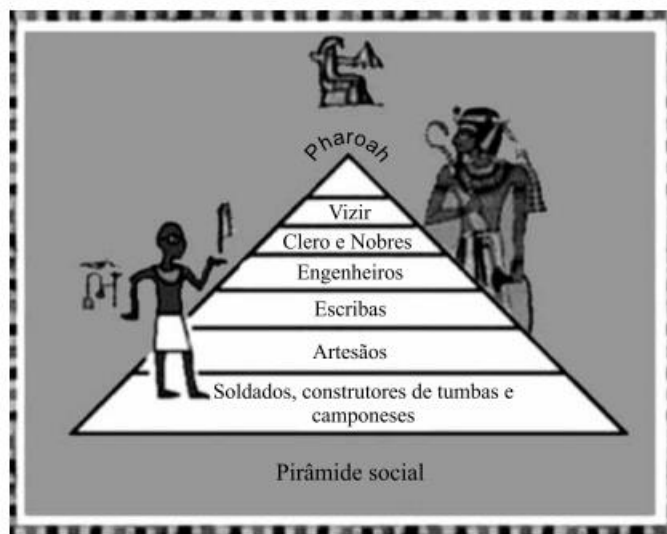 Pharoah
Vizir
Clero e Nobres
Engenheiros
Escribas
Artesãos
Soldados, construtores de tumbas e
camponeses
Pirâmide social